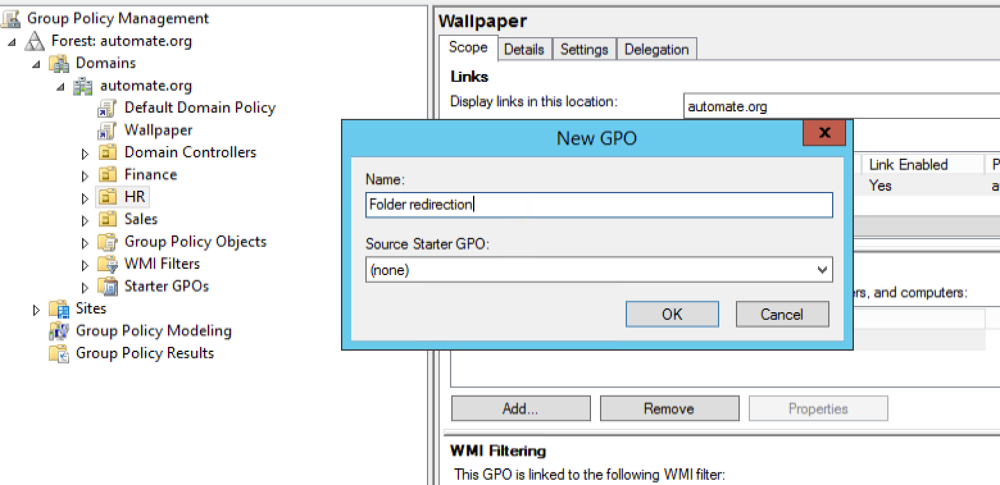 Group Policy Management
Forest: automate.org
Domains
automate.org
Default Domain Policy
Wallpaper
Domain Controllers
Finance
HR
Sales
Group Policy Objects
WMI Filters
Starter GPOs
Sites
Group Policy Modeling
Group Policy Results
Wallpaper
Scope Details Settings Delegation
Links
Display links in this location: automate.org
Link Enabled P
Yes
New GPO X
Name:
Folder redirection
Source Starter GPO:
(none)
OK Cancel
and computers:
Add... Remove Properties
WMI Filtering
This GPO is linked to the following WMI filter: